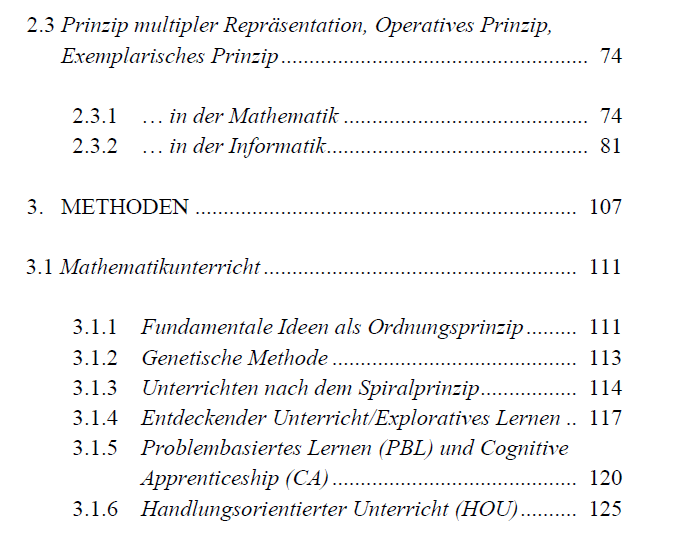 2.3 Prinzip multipler Repräsentation, Operatives Prinzip,
Exemplarisches Prinzip ...................................................... 74
2.3.1 … in der Mathematik ........................................... 74
2.3.2 … in der Informatik.............................................. 81
3. METHODEN ................................................................... 107
3.1 Mathematikunterricht ....................................................... 111
3.1.1 Fundamentale Ideen als Ordnungsprinzip ......... 111
3.1.2 Genetische Methode ........................................... 113
3.1.3 Unterrichten nach dem Spiralprinzip................. 114
3.1.4 Entdeckender Unterricht/Exploratives Lernen .. 117
3.1.5 Problembasiertes Lernen (PBL) und Cognitive
Apprenticeship (CA) ........................................... 120
3.1.6 Handlungsorientierter Unterricht (HOU).......... 125